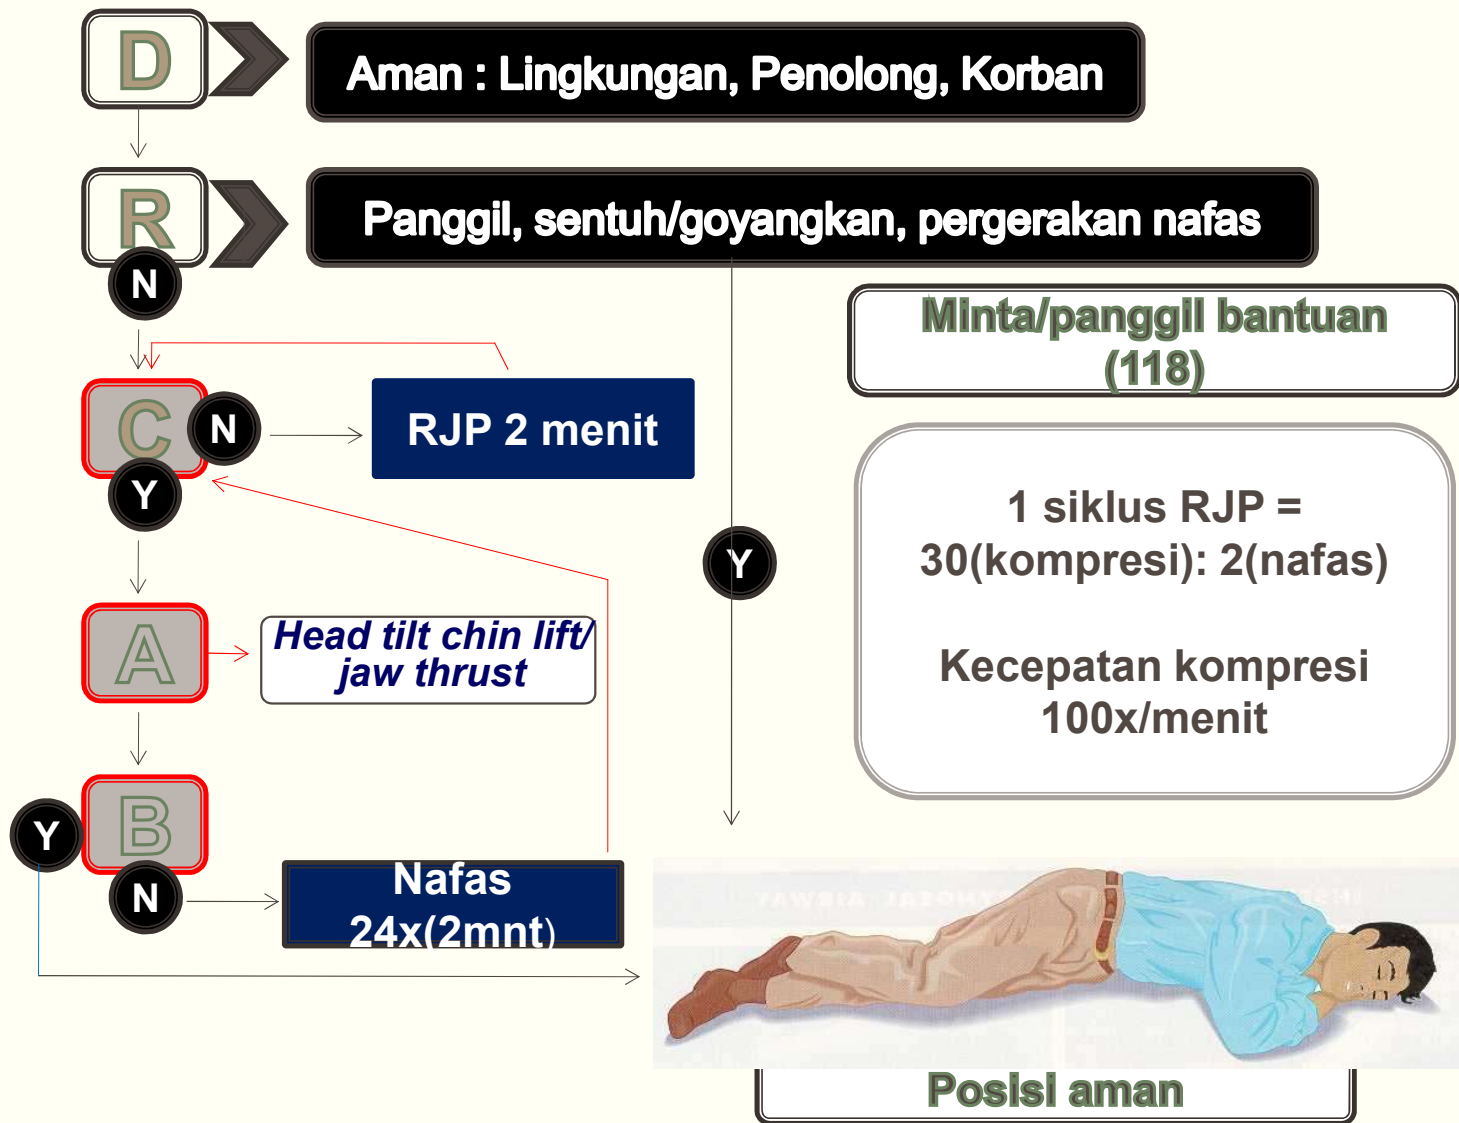 D
Aman : Lingkungan, Penolong, Korban
R
Panggil, sentuh/goyangkan, pergerakan nafas
N
Minta/panggil bantuan
(118)
C
N
RJP 2 menit
Y
1 siklus RJP =
30(kompresi): 2(nafas)
Kecepatan kompresi
100x/menit
Y
A
Head tilt chin lift/
jaw thrust
B
Y
N
Nafas
24x(2mnt)
Posisi aman